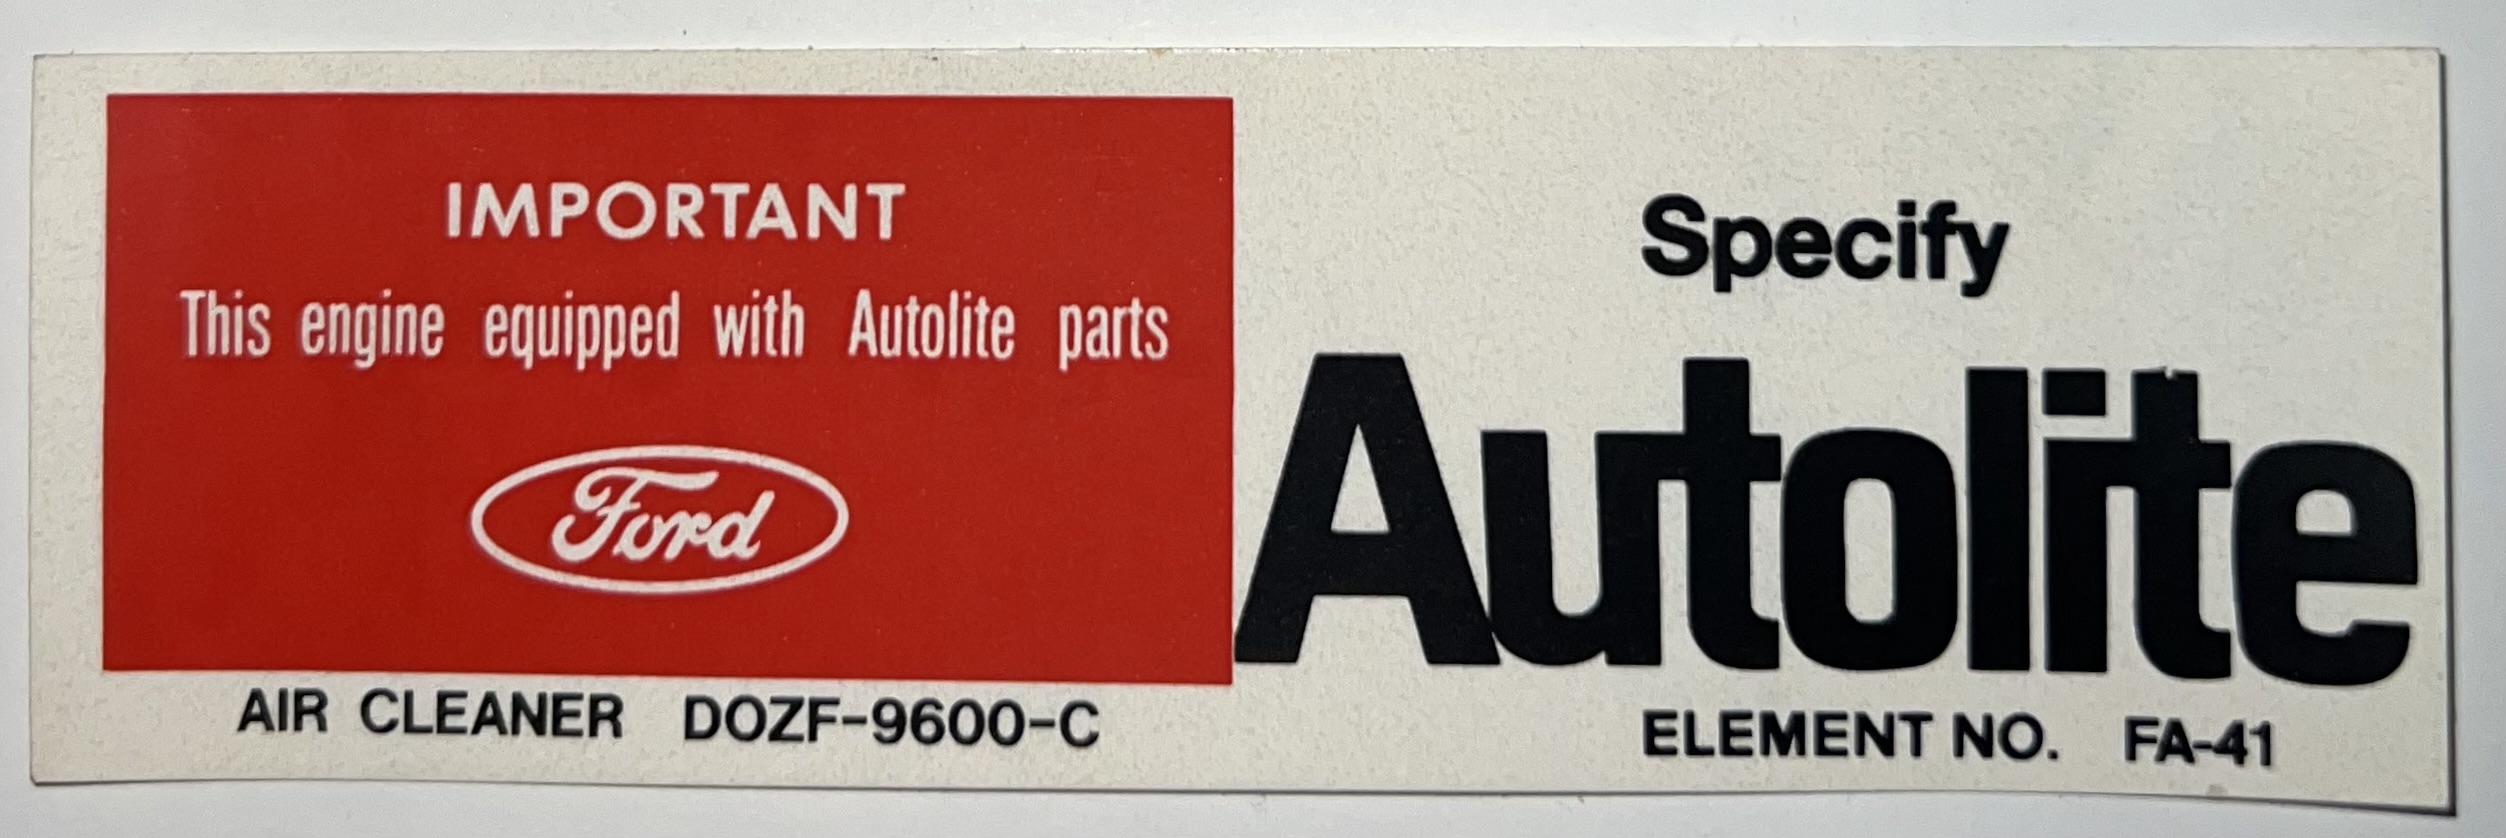 IMPORTANT
This engine equipped with Autolite parts
Ford
AIR CLEANER DOZF-9600-C
Specify
Autolite
ELEMENT NO. FA-41